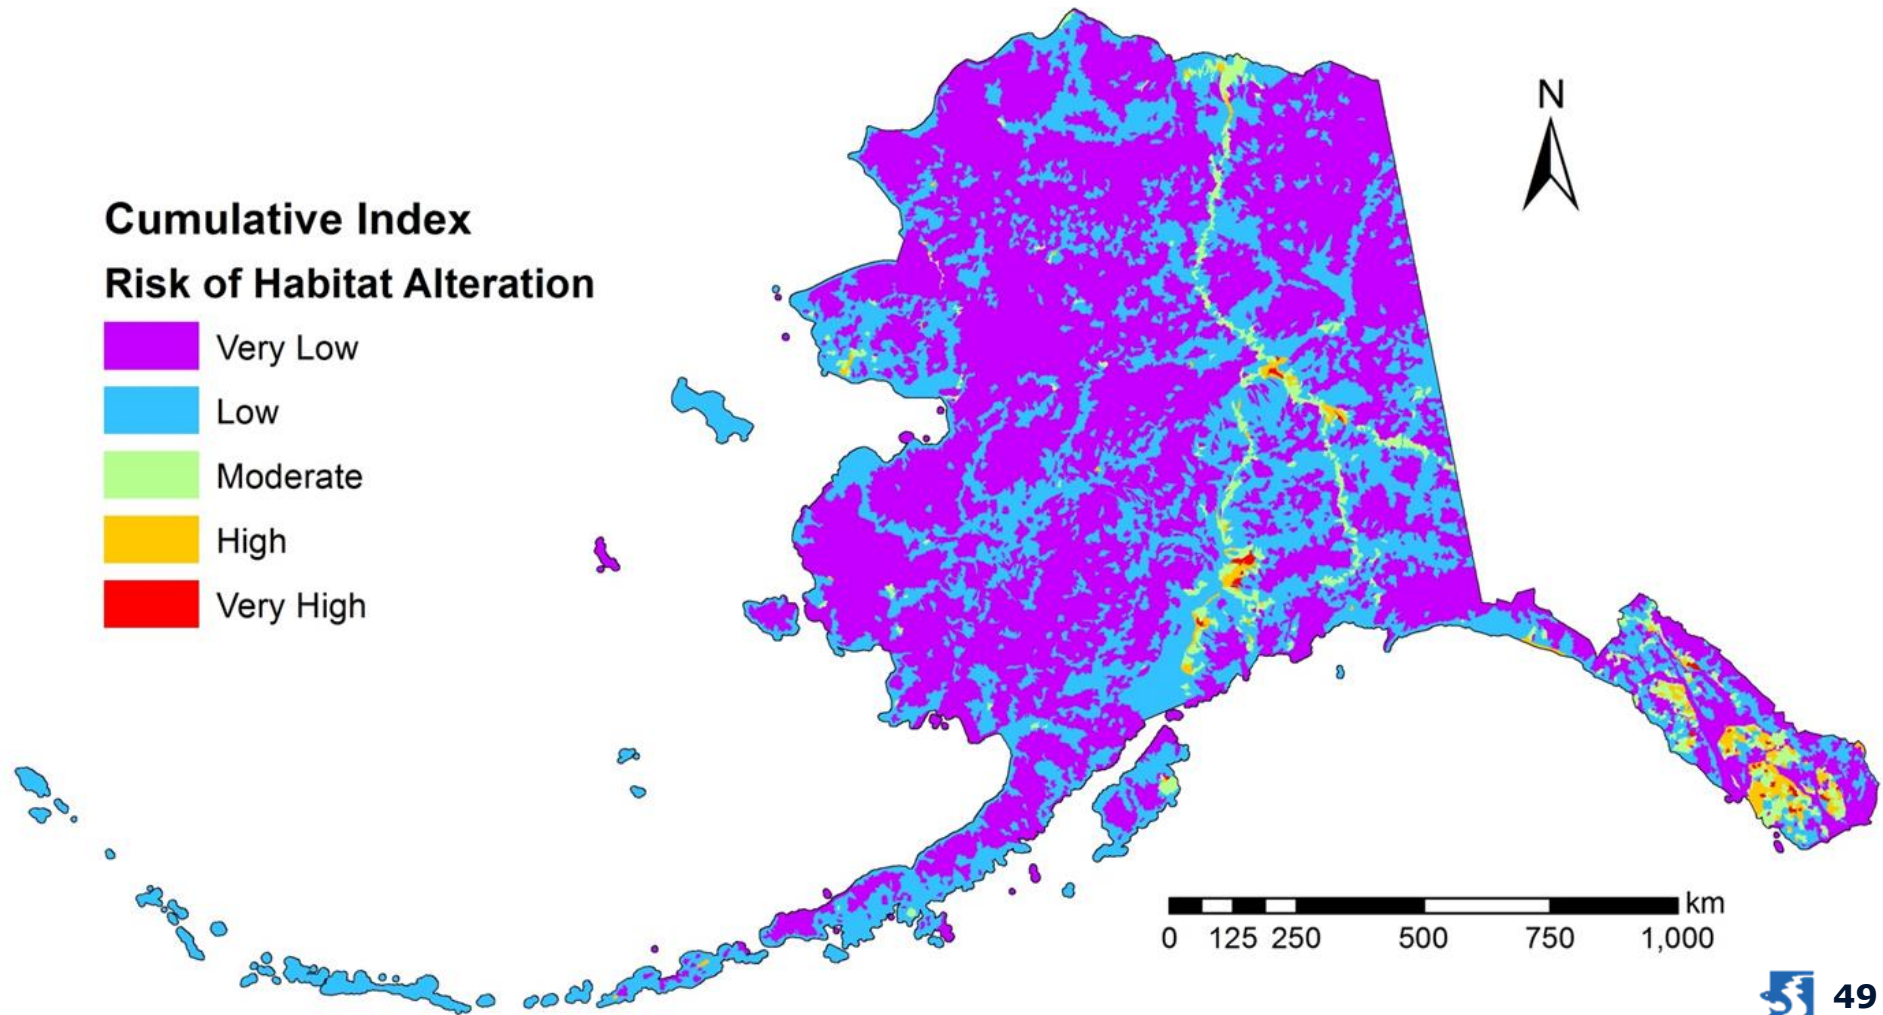 N
Cumulative Index
Risk of Habitat Alteration
Very Low
Low
Moderate
High
Very High
km
0 125 250 500 750 1,000
49